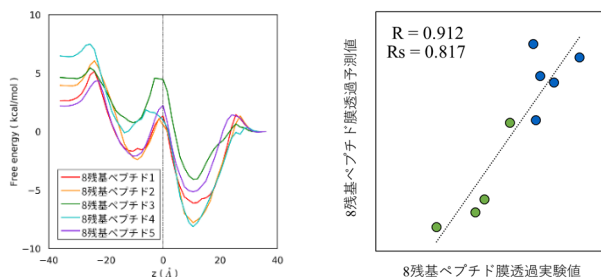 10
5
0
−5
−10
Free energy ( kcal/mol)
8残基ペプチド1
8残基ペプチド2
8残基ペプチド3
8残基ペプチド4
8残基ペプチド5
−40
−20
0
20
40
z ( Å )
R = 0.912
Rs = 0.817
8残基ペプチド膜透過予測値
8残基ペプチド膜透過実験値